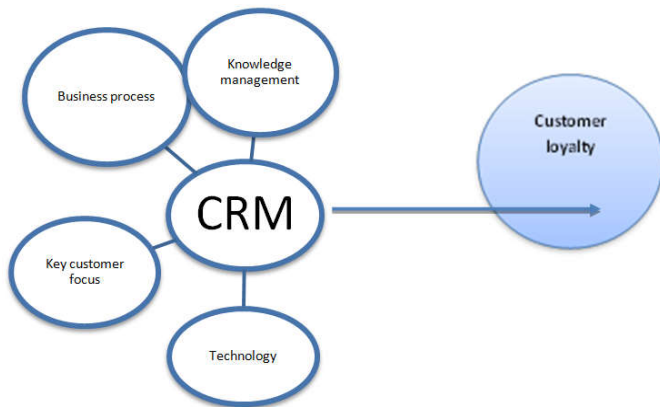 Knowledge
management
Business process
Customer
loyalty
CRM
Key customer
focus
Technology